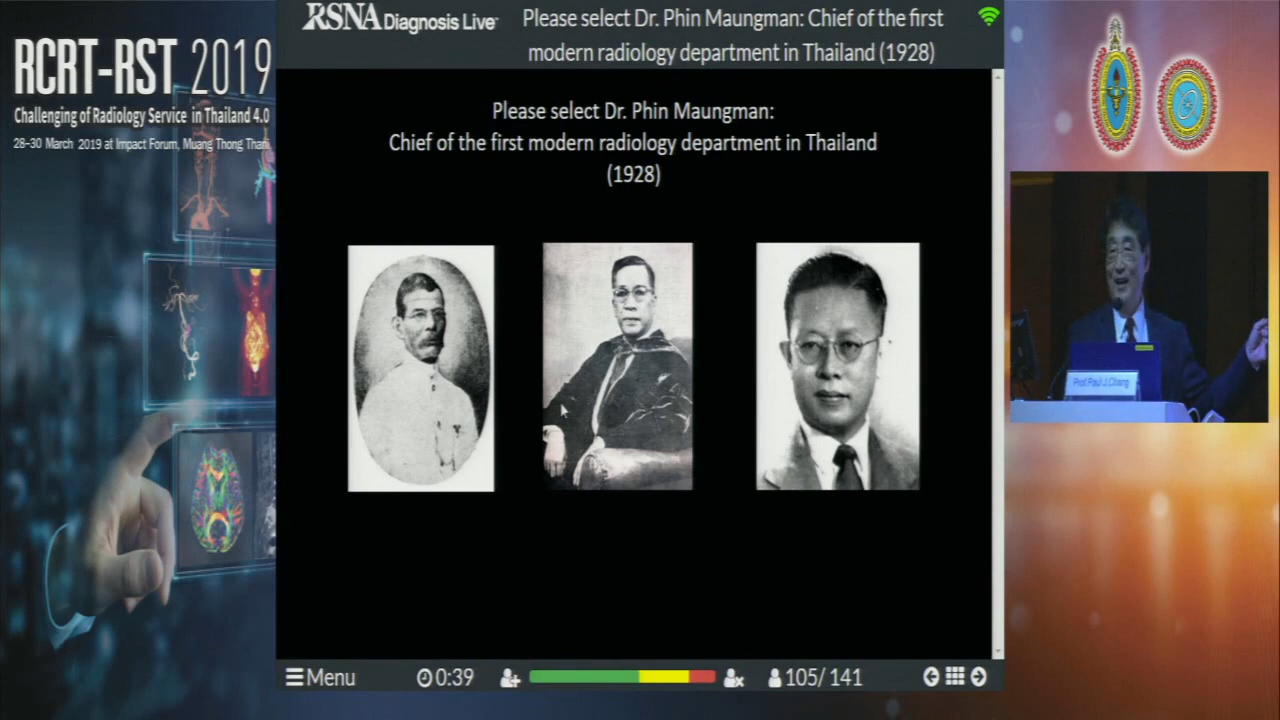 RCRT-RST 2019
Challenging of Radiology Service in Thailand 4.0
28-30 March 2019 at Impact Forum, Muang Thong Thani
RSNA Diagnosis Live™
Please select Dr. Phin Maungman: Chief of the first
modern radiology department in Thailand (1928)
Please select Dr. Phin Maungman:
Chief of the first modern radiology department in Thailand
(1928)
Prof.Paul J.Chang
Menu
0:39
105/141